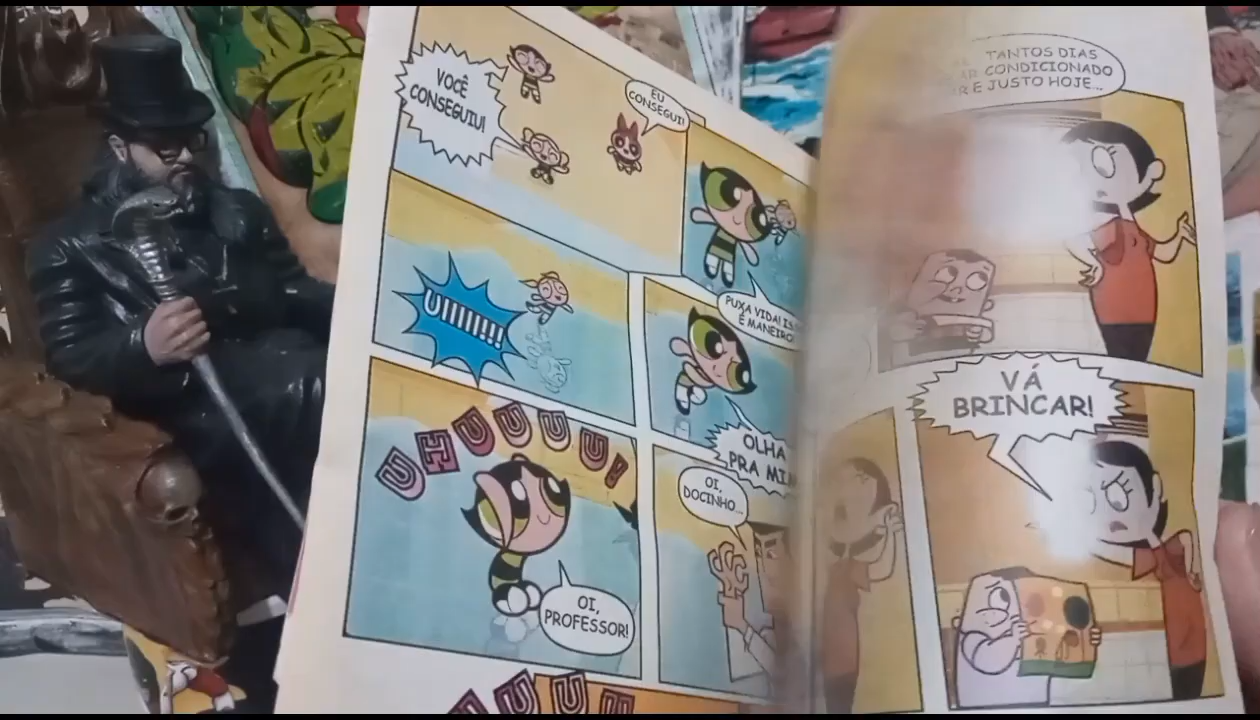 VOCÊ
CONSEGUIU!
EU
CONSEGUI!
PUXA VIDA!
É MANEIRO
UIIIII!!!
OLHA
PRA MIM
UHUUUUU!
OI,
PROFESSOR!
OI,
DOCINHO...
TANTOS DIAS
AR CONDICIONADO
E JUSTO HOJE...
VÁ
BRINCAR!